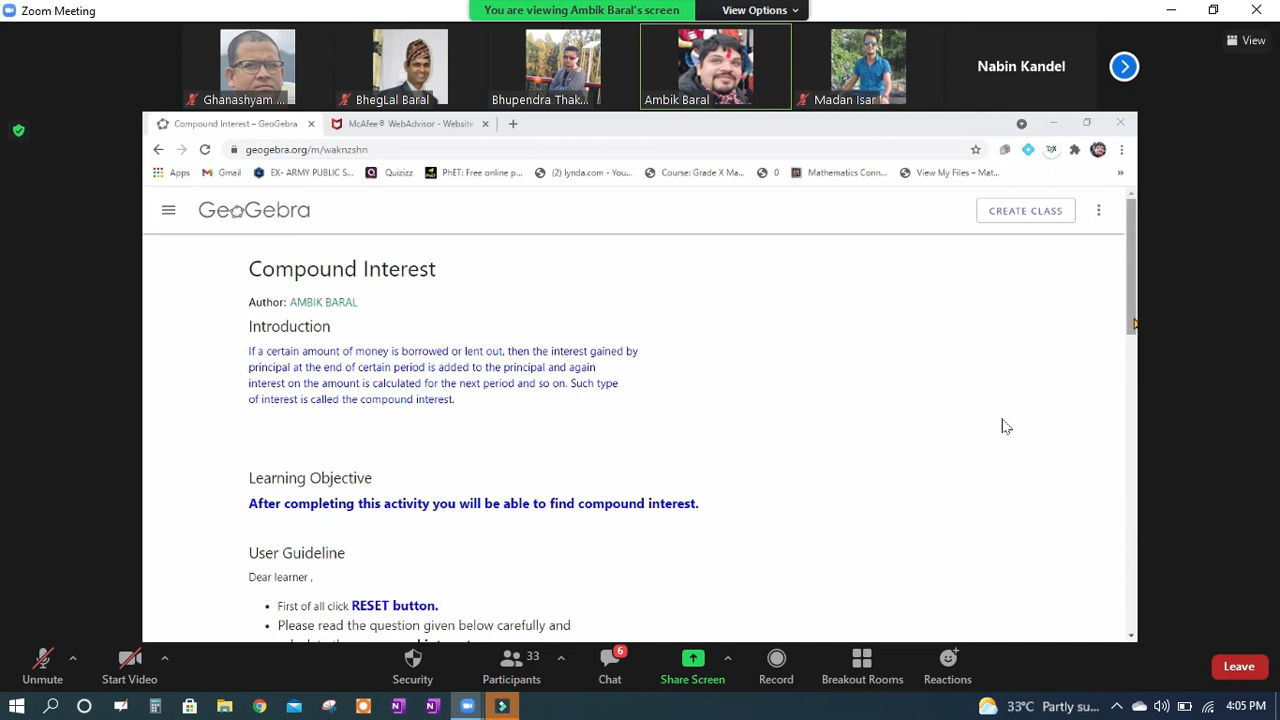 Zoom Meeting
You are viewing Ambik Baral's screen
View Options
View
Ghanashyam ...
BhegLal Baral
Bhupendra Thak...
Ambik Baral
Madan Isar
Nabin Kandel
Compound Interest – GeoGebra
McAfee® WebAdvisor - Website
geogebra.org/m/waknzshn
Apps
Gmail
EX- ARMY PUBLIC S...
Quizizz
PhET: Free online p...
(2) lynda.com - You...
Course: Grade X Ma...
0
Mathematics Conn...
View My Files – Mat...
GeoGebra
CREATE CLASS
Compound Interest
Author: AMBIK BARAL
Introduction
If a certain amount of money is borrowed or lent out, then the interest gained by
principal at the end of certain period is added to the principal and again
interest on the amount is calculated for the next period and so on. Such type
of interest is called the compound interest.
Learning Objective
After completing this activity you will be able to find compound interest.
User Guideline
Dear learner ,
• First of all click RESET button.
• Please read the question given below carefully and
Unmute
Start Video
Security
33
Participants
6
Chat
Share Screen
Record
Breakout Rooms
Reactions
Leave
33°C Partly su...
4:05 PM